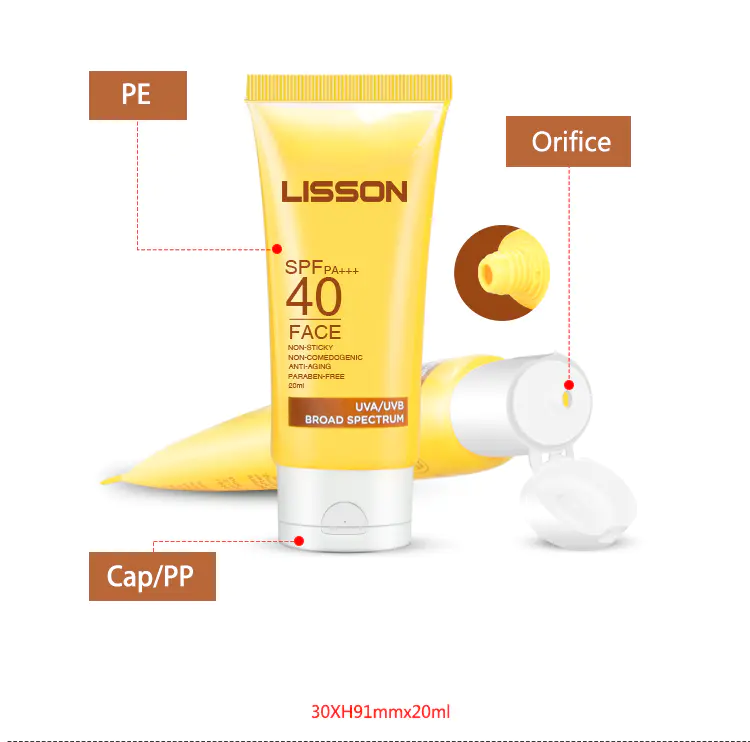 PE
Orifice
LISSON
SPF PA+++
40
FACE
NON-STICKY
NON-COMEDOGENIC
ANTI-AGING
PARABEN-FREE
20ml
UVA/UVB
BROAD SPECTRUM
Cap/PP
30XH91mmx20ml